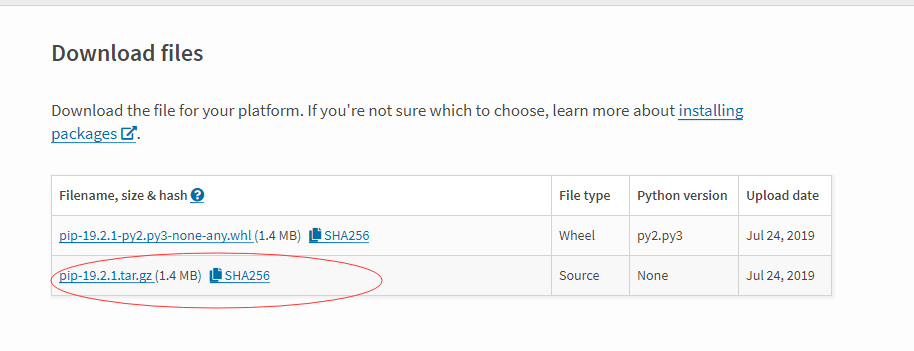 Download files
Download the file for your platform. If you're not sure which to choose, learn more about installing
packages.
Filename, size & hash ? File type Python version Upload date
pip-19.2.1-py2.py3-none-any.whl (1.4 MB) SHA256 Wheel py2.py3 Jul 24, 2019
pip-19.2.1.tar.gz (1.4 MB) SHA256 Source None Jul 24, 2019